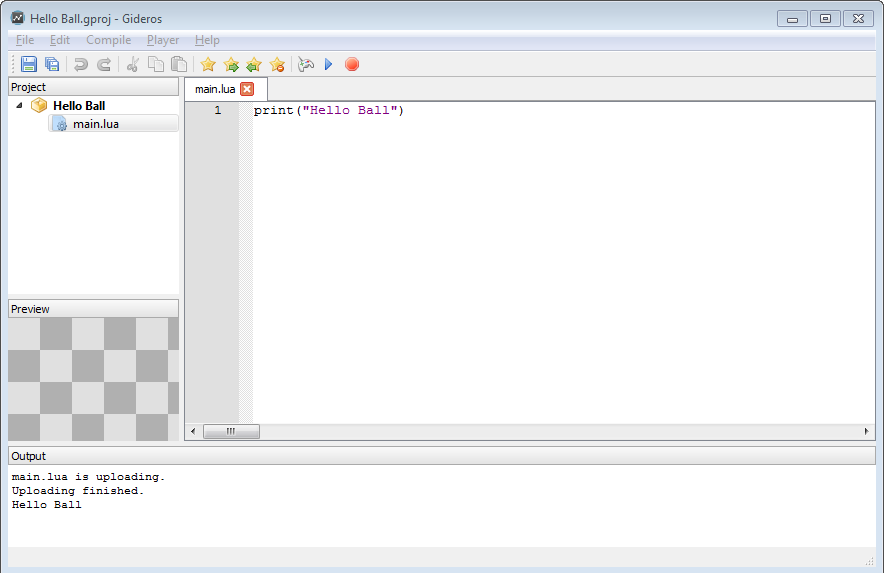 Hello Ball.gproj - Gideros
File Edit Compile Player Help
Project
Hello Ball
main.lua
main.lua
1 print("Hello Ball")
Preview
Output
main.lua is uploading.
Uploading finished.
Hello Ball